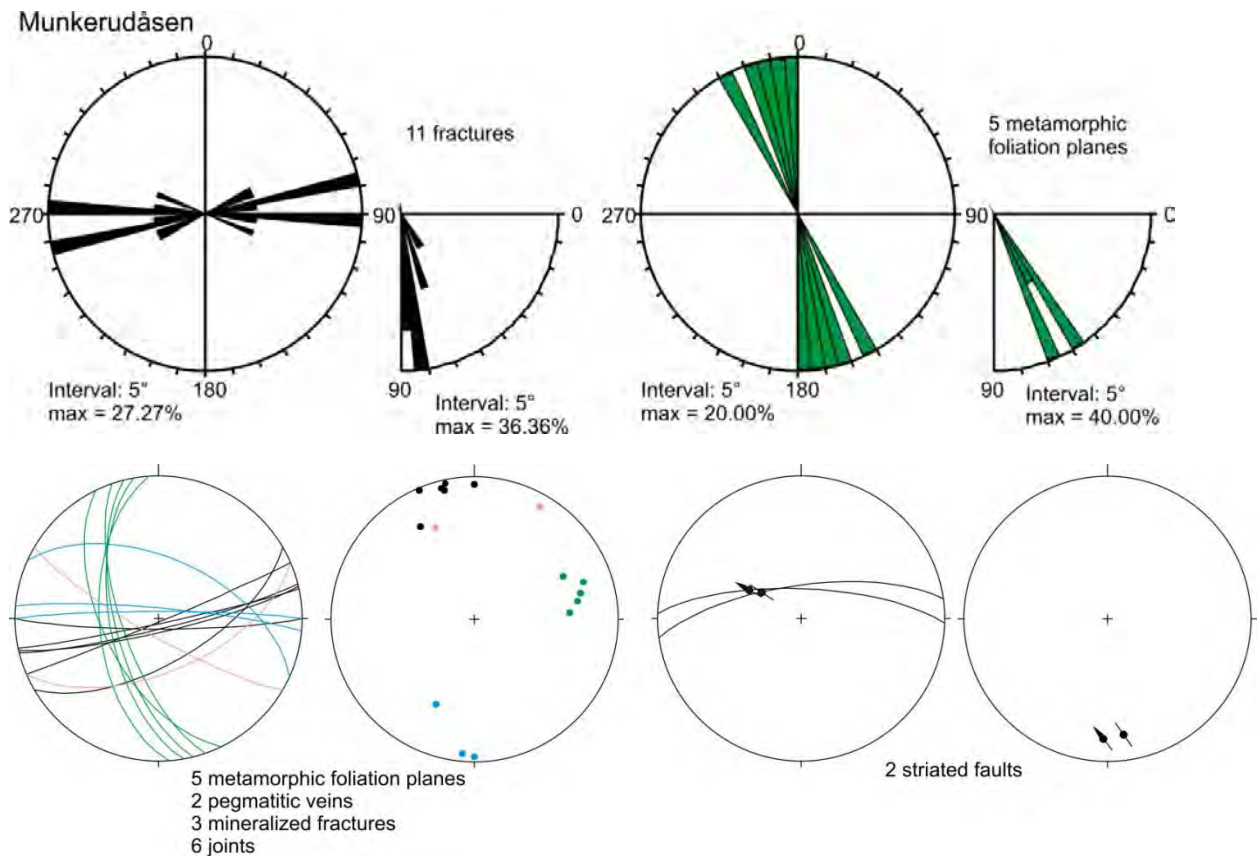 Munkerudåsen
0
11 fractures
270
90
0
90
Interval: 5°
max = 27.27%
180
Interval: 5°
max = 36.36%
0
5 metamorphic
foliation planes
270
90
0
90
Interval: 5°
max = 20.00%
180
Interval: 5°
max = 40.00%
5 metamorphic foliation planes
2 pegmatitic veins
3 mineralized fractures
6 joints
2 striated faults